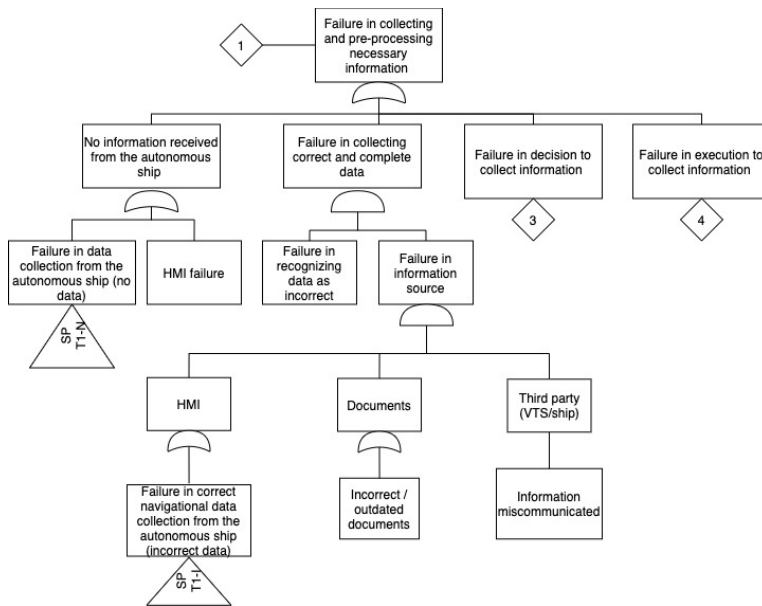 1
Failure in collecting
and pre-processing
necessary
information
No information received
from the autonomous
ship
Failure in collecting
correct and complete
data
Failure in decision to
collect information
Failure in execution to
collect information
3
4
Failure in data
collection from the
autonomous ship (no
data)
HMI failure
Failure in
recognizing
data as
incorrect
Failure in
information
source
SP
T1-N
HMI
Documents
Third party
(VTS/ship)
Failure in correct
navigational data
collection from the
autonomous ship
(incorrect data)
Incorrect /
outdated
documents
Information
miscommunicated
SP
T1-I